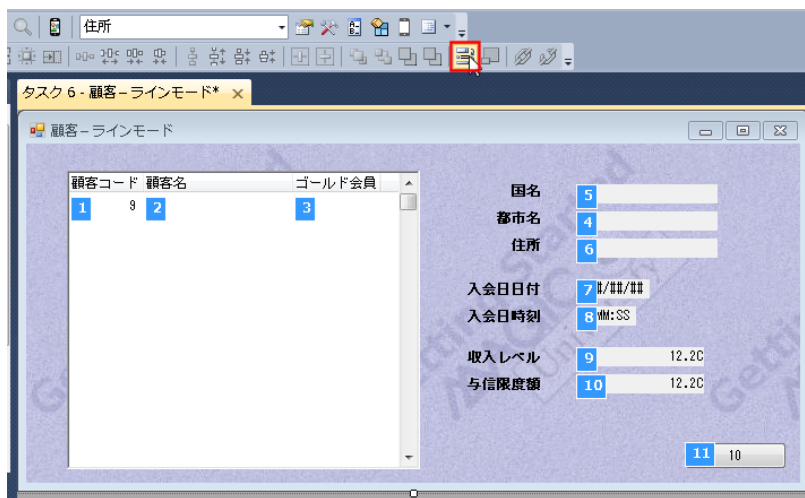 住所
タスク 6 - 顧客 – ラインモード* ×
顧客 – ラインモード
顧客コード 顧客名 ゴールド会員
1 9 2 3
国名 5
都市名 4
住所 6
入会日日付 7 #/##/##
入会日時刻 8 MM:SS
収入レベル 9 12.2C
与信限度額 10 12.2C
11 10
Getting Started